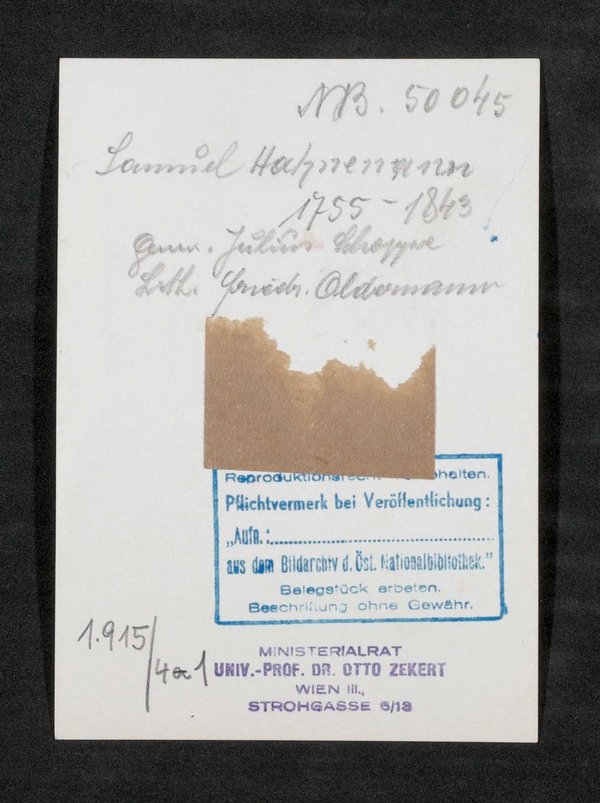 NB. 50045
Samuel Hahnemann
1755 - 1843
gem. Julius Schoppe
Lith. Friedr. Oldermann
Reproduktionsrecht vorbehalten.
Pflichtvermerk bei Veröffentlichung:
„Aufn.:
aus dem Bildarchiv d. Öst. Nationalbibliothek."
Belegstück erbeten.
Beschriftung ohne Gewähr.
1.915/
MINISTERIALRAT
UNIV.-PROF. DR. OTTO ZEKERT
WIEN III.,
STROHGASSE 6/13